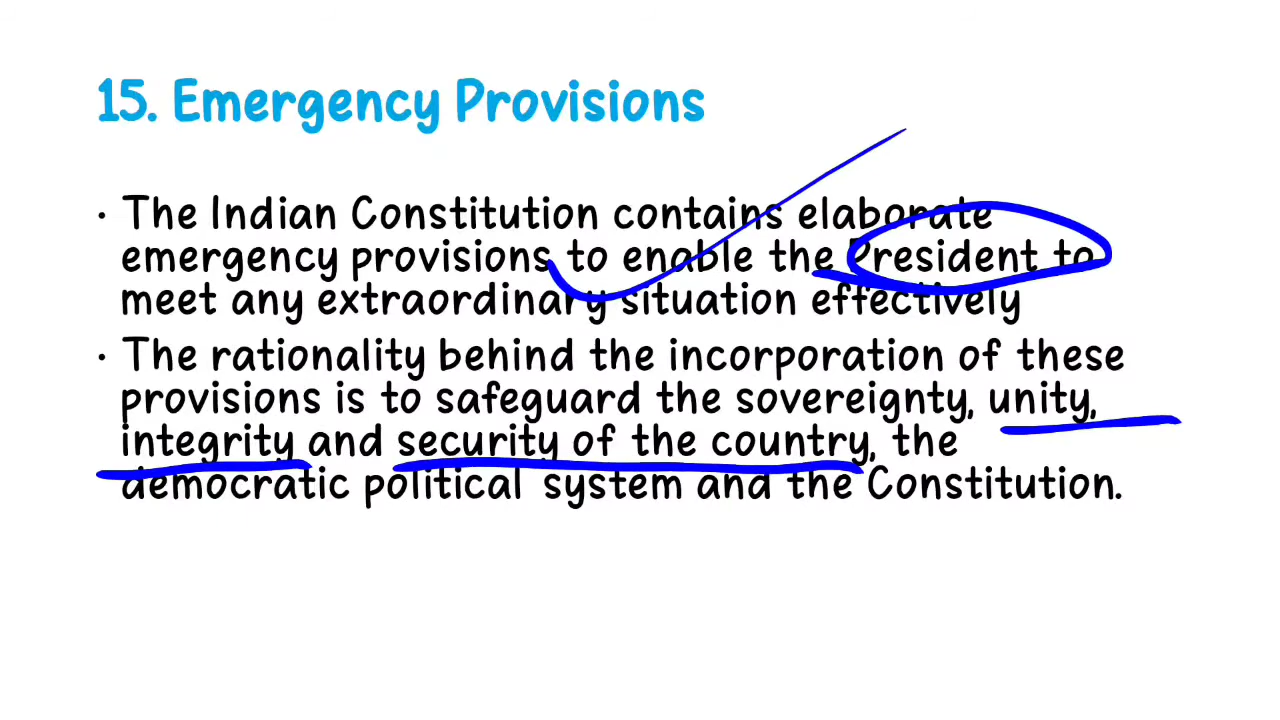 15. Emergency Provisions
• The Indian Constitution contains elaborate
emergency provisions to enable the President to
meet any extraordinary situation effectively
• The rationality behind the incorporation of these
provisions is to safeguard the sovereignty, unity,
integrity and security of the country, the
democratic political system and the Constitution.